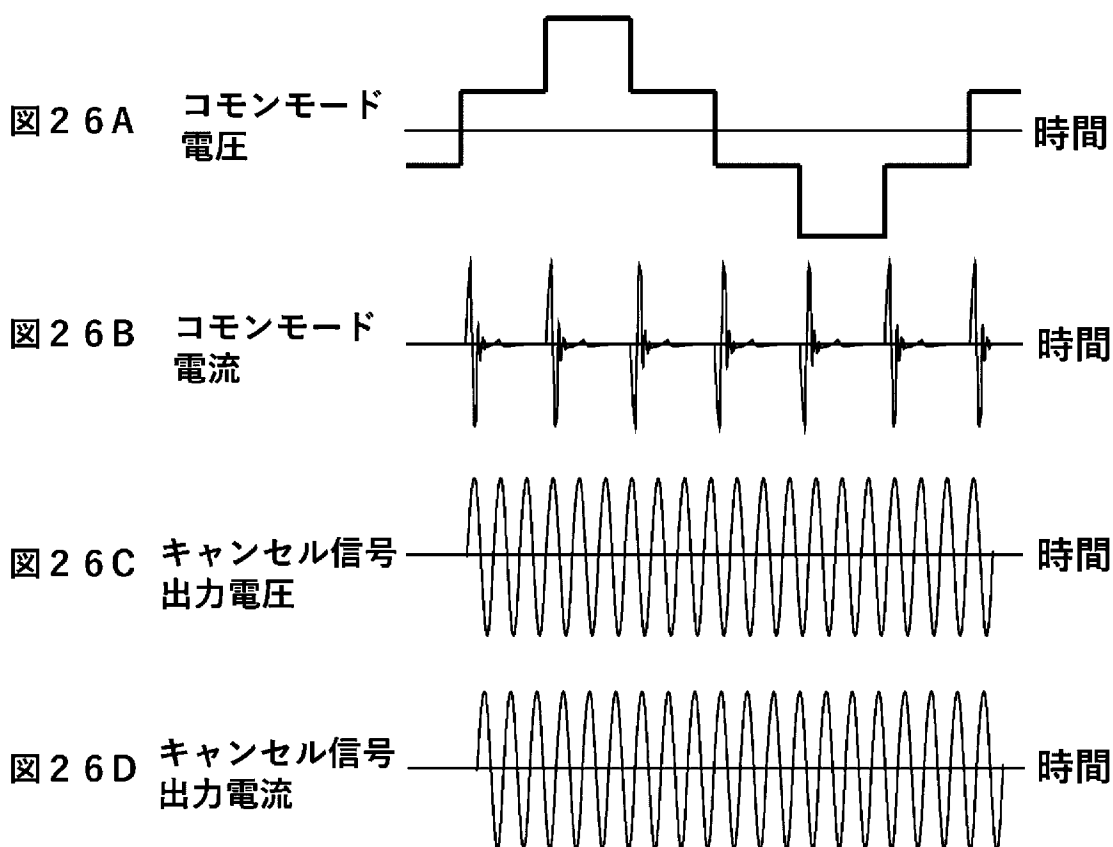 図26A
コモンモード
電圧
時間
図26B
コモンモード
電流
時間
図26C
キャンセル信号
出力電圧
時間
図26D
キャンセル信号
出力電流
時間